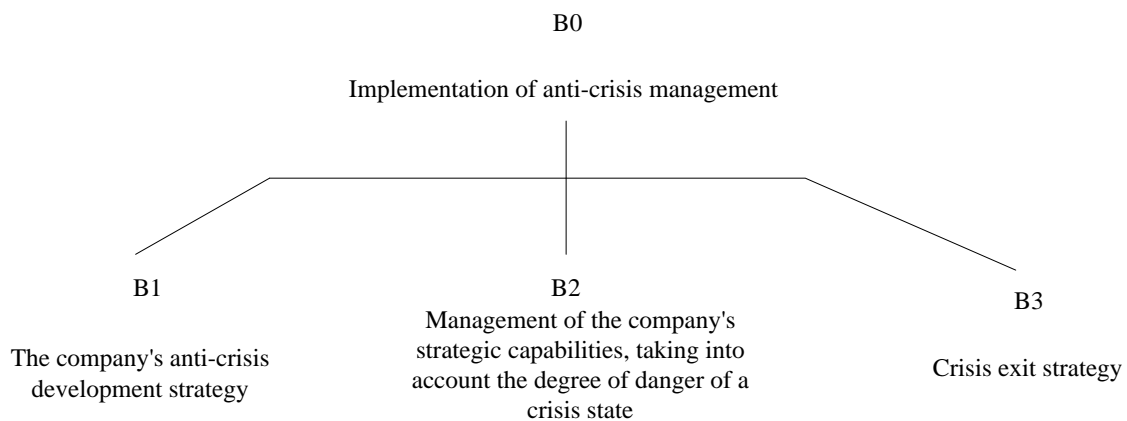 B0
Implementation of anti-crisis management
B1
The company's anti-crisis
development strategy
B2
Management of the company's
strategic capabilities, taking into
account the degree of danger of a
crisis state
B3
Crisis exit strategy